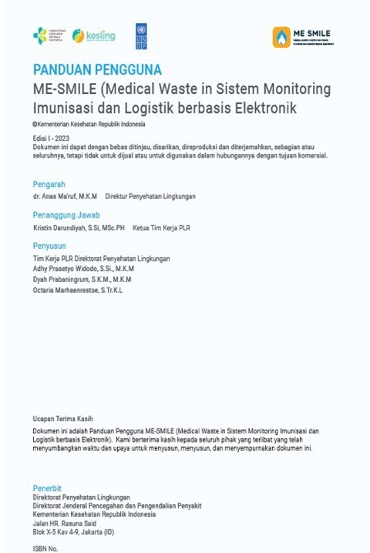 KEMENTERIAN KESEHATAN REPUBLIK INDONESIA
kesling
ME SMILE
PANDUAN PENGGUNA
ME-SMILE (Medical Waste in Sistem Monitoring
Imunisasi dan Logistik berbasis Elektronik
©Kementerian Kesehatan Republik Indonesia
Edisi I - 2023
Dokumen ini dapat dengan bebas ditinjau, disarikan, direproduksi dan diterjemahkan, sebagian atau
seluruhnya, tetapi tidak untuk dijual atau untuk digunakan dalam hubungannya dengan tujuan komersial.
Pengarah
dr. Anas Ma'ruf, M.K.M Direktur Penyehatan Lingkungan
Penanggung Jawab
Kristin Darundiyah, S.Si, MSc.PH Ketua Tim Kerja PLR
Penyusun
Tim Kerja PLR Direktorat Penyehatan Lingkungan
Adhy Prasetyo Widodo, S.Si., M.K.M
Dyah Prabaningrum, S.K.M., M.K.M
Octaria Marhaenrestoe, S.Tr.K.L
Ucapan Terima Kasih
Dokumen ini adalah Panduan Pengguna ME-SMILE (Medical Waste in Sistem Monitoring Imunisasi dan
Logistik berbasis Elektronik). Kami berterima kasih kepada seluruh pihak yang terlibat yang telah
menyumbangkan waktu dan upaya untuk menyusun, menyusun, dan menyempurnakan dokumen ini.
Penerbit
Direktorat Penyehatan Lingkungan
Direktorat Jenderal Pencegahan dan Pengendalian Penyakit
Kementerian Kesehatan Republik Indonesia
Jalan HR. Rasuna Said
Blok X-5 Kav 4-9, Jakarta (ID)
ISBN No.